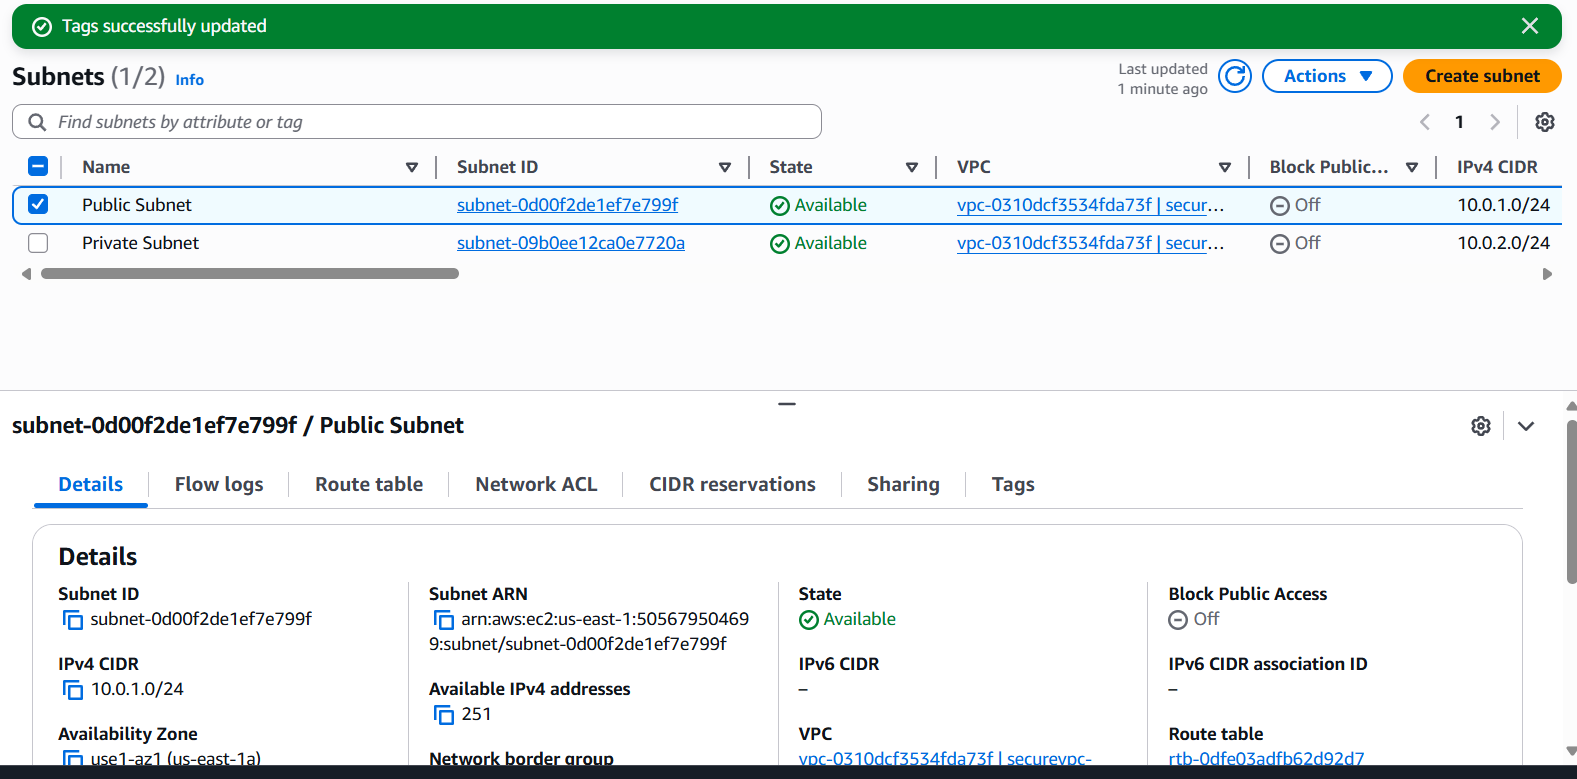 Tags successfully updated
Subnets (1/2) Info
Last updated
1 minute ago
Actions
Create subnet
Find subnets by attribute or tag
1
Name Subnet ID State VPC Block Public... IPv4 CIDR
Public Subnet subnet-0d00f2de1ef7e799f Available vpc-0310dcf3534fda73f | secur... Off 10.0.1.0/24
Private Subnet subnet-09b0ee12ca0e7720a Available vpc-0310dcf3534fda73f | secur... Off 10.0.2.0/24
subnet-0d00f2de1ef7e799f / Public Subnet
Details Flow logs Route table Network ACL CIDR reservations Sharing Tags
Details
Subnet ID
subnet-0d00f2de1ef7e799f
IPv4 CIDR
10.0.1.0/24
Availability Zone
use1-az1 (us-east-1a)
Subnet ARN
arn:aws:ec2:us-east-1:50567950469
9:subnet/subnet-0d00f2de1ef7e799f
Available IPv4 addresses
251
Network border group
State
Available
IPv6 CIDR
–
VPC
vpc-0310dcf3534fda73f | securevpc-
Block Public Access
Off
IPv6 CIDR association ID
–
Route table
rtb-0dfe03adfb62d92d7